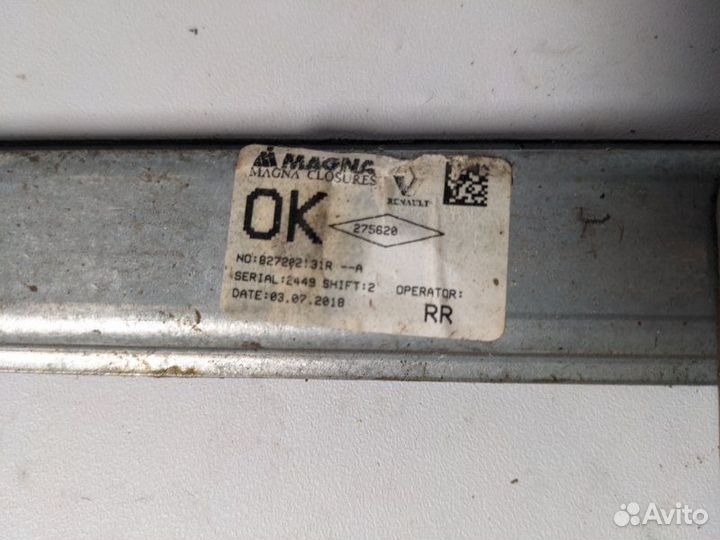 MAGNA
MAGNA CLOSURES
RENAULT
OK
275620
NO:827202131R --A
SERIAL:2449 SHIFT:2
OPERATOR:
DATE:03.07.2018
RR
Avito